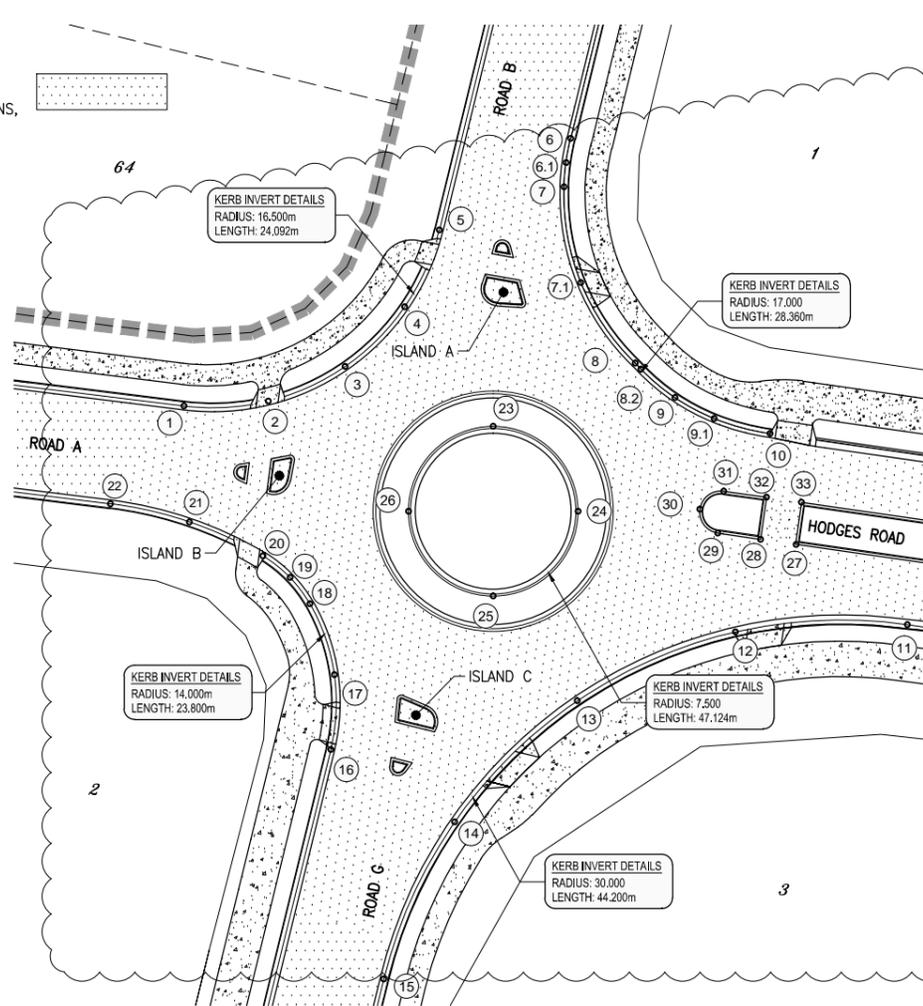 ROAD B
NS,
64
1
KERB INVERT DETAILS
RADIUS: 16.500m
LENGTH: 24.092m
6
6.1
7
5
KERB INVERT DETAILS
RADIUS: 17.000
LENGTH: 28.360m
7.1
4
ISLAND A
3
8
8.2
9
9.1
10
1
2
23
ROAD A
22
21
26
24
30
31
32
33
HODGES ROAD
29
28
27
ISLAND B
20
19
18
25
11
12
KERB INVERT DETAILS
RADIUS: 14,000m
LENGTH: 23.800m
17
ISLAND C
KERB INVERT DETAILS
RADIUS: 7.500
LENGTH: 47.124m
13
16
2
14
ROAD G
KERB INVERT DETAILS
RADIUS: 30.000
LENGTH: 44.200m
3
15